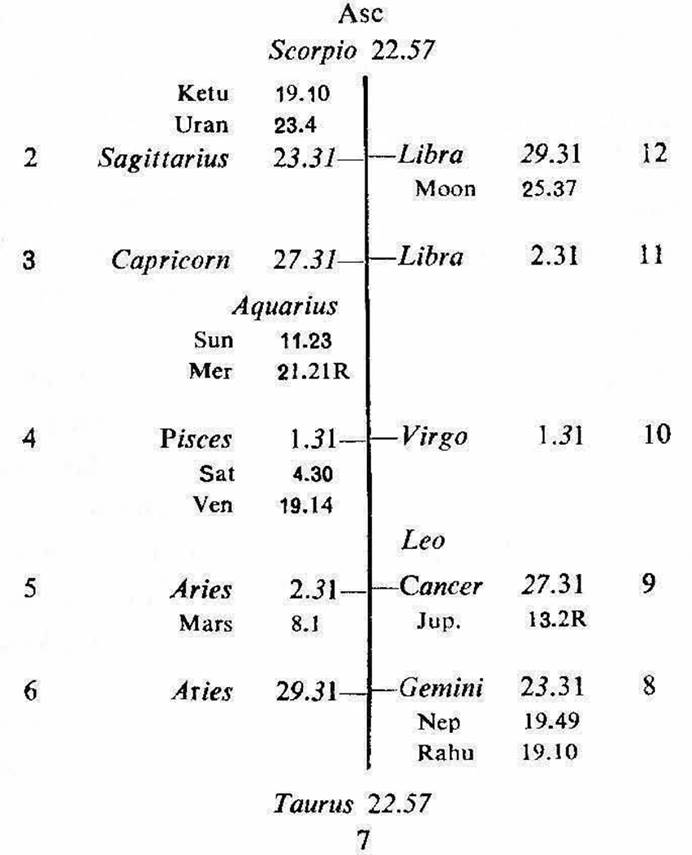 Asc
Scorpio 22.57
Ketu 19.10
Uran 23.4
2 Sagittarius 23.31 Libra 29.31 12
Moon 25.37
3 Capricorn 27.31 Libra 2.31 11
Aquarius
Sun 11.23
Mer 21.21R
4 Pisces 1.31 Virgo 1.31 10
Sat 4.30
Ven 19.14
Leo
5 Aries 2.31 Cancer 27.31 9
Mars 8.1 Jup. 13.2R
6 Aries 29.31 Gemini 23.31 8
Nep 19.49
Rahu 19.10
Taurus 22.57
7